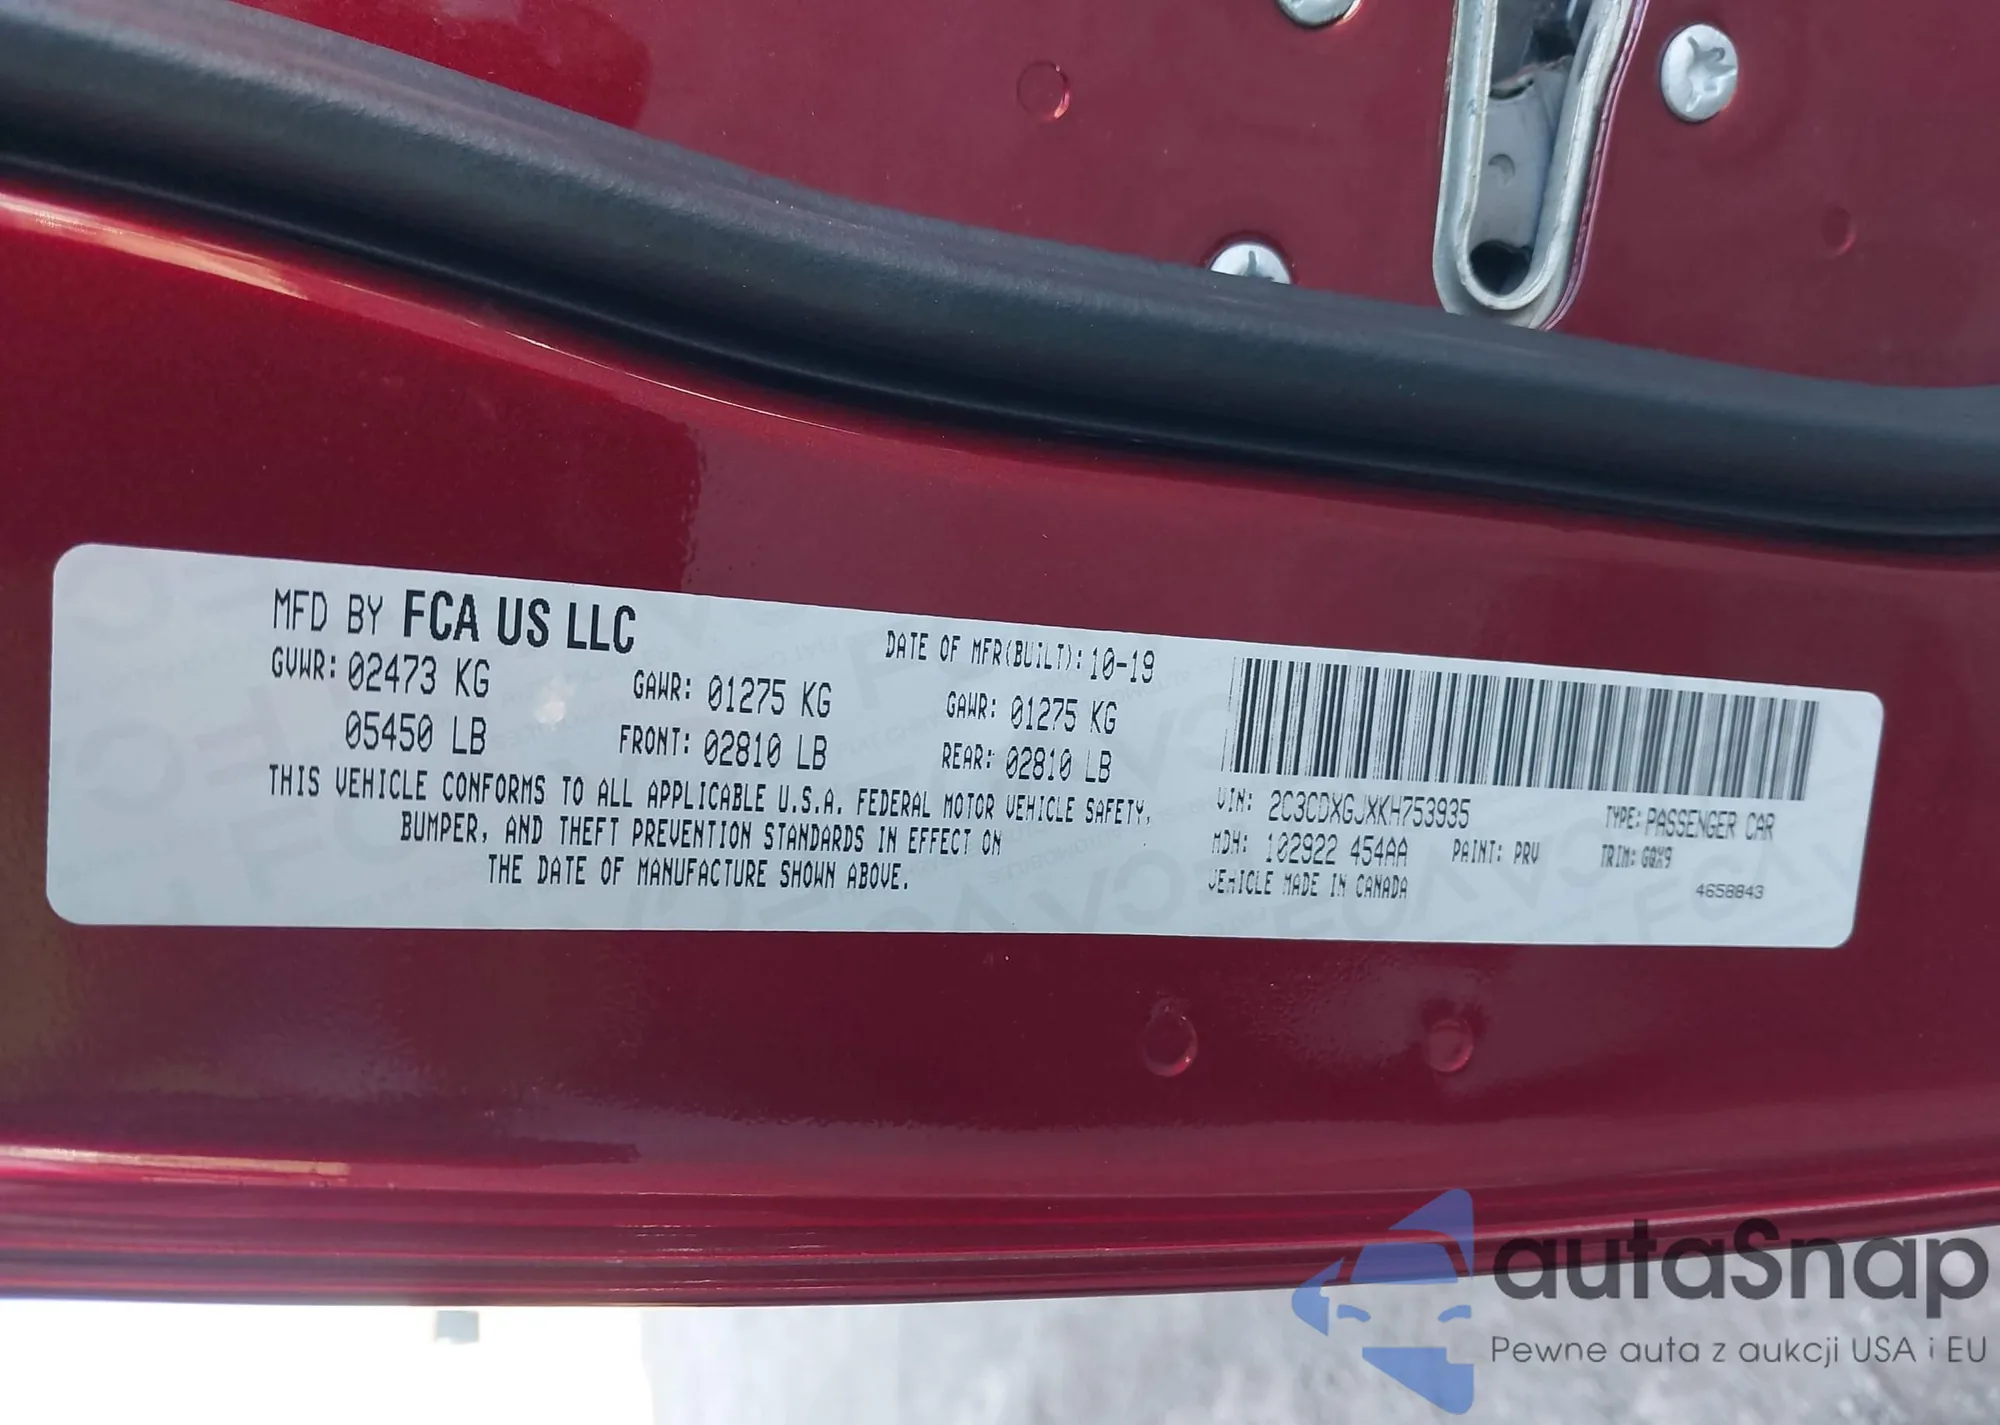 MFD BY FCA US LLC
DATE OF MFR(BUILT): 10-19
GVWR: 02473 KG
05450 LB
GAWR: 01275 KG
FRONT: 02810 LB
GAWR: 01275 KG
REAR: 02810 LB
THIS VEHICLE CONFORMS TO ALL APPLICABLE U.S.A. FEDERAL MOTOR VEHICLE SAFETY,
BUMPER, AND THEFT PREVENTION STANDARDS IN EFFECT ON
THE DATE OF MANUFACTURE SHOWN ABOVE.
VIN: 2C3CDXGJXKH753935
TYPE: PASSENGER CAR
MDH: 102922 454AA
PAINT: PRV
TRIM: GQX9
VEHICLE MADE IN CANADA
4658843
autaSnap
Pewne auta z aukcji USA i EU